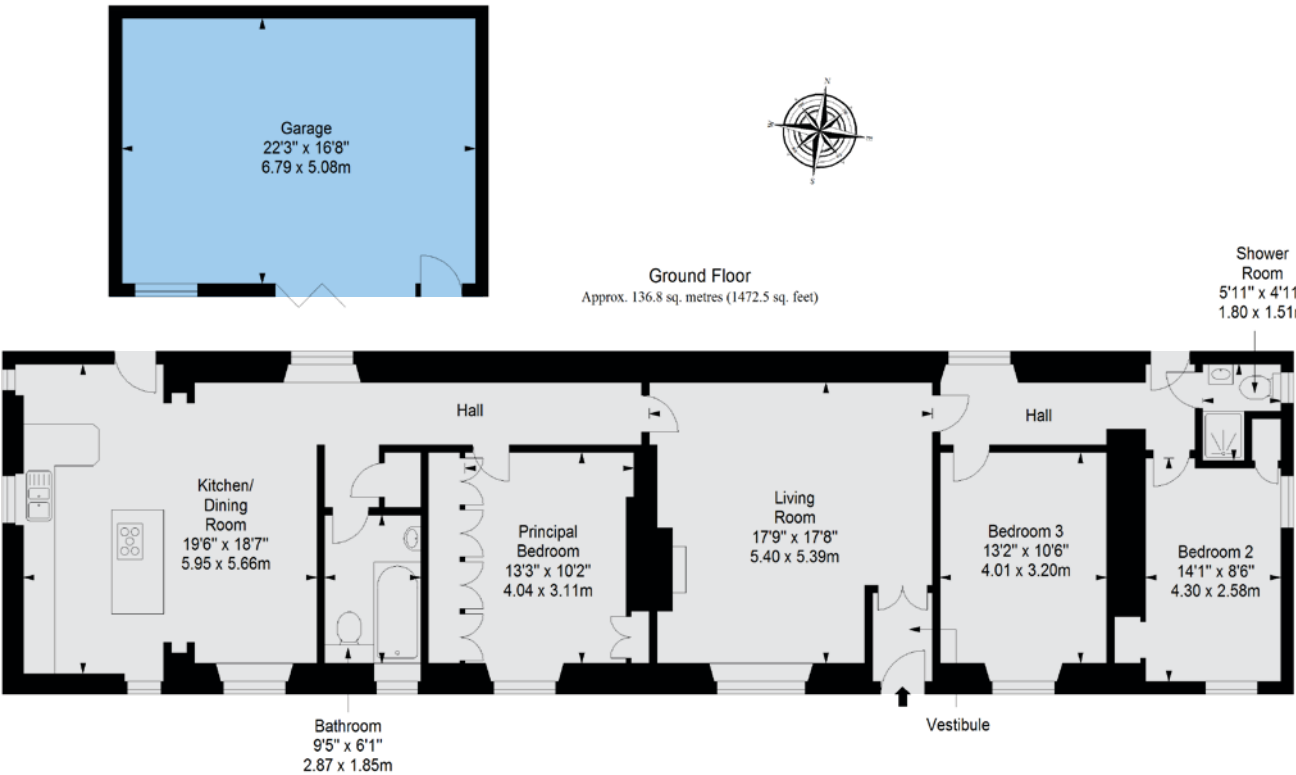 Garage
22'3" x 16'8"
6.79 x 5.08m
N
W
E
S
Ground Floor
Approx. 136.8 sq. metres (1472.5 sq. feet)
Shower
Room
5'11" x 4'11
1.80 x 1.51
Hall
Hall
Kitchen/
Dining
Room
19'6" x 18'7"
5.95 x 5.66m
Principal
Bedroom
13'3" x 10'2"
4.04 x 3.11m
Living
Room
17'9" x 17'8"
5.40 x 5.39m
Bedroom 3
13'2" x 10'6"
4.01 x 3.20m
Bedroom 2
14'1" x 8'6"
4.30 x 2.58m
Bathroom
9'5" x 6'1"
2.87 x 1.85m
Vestibule